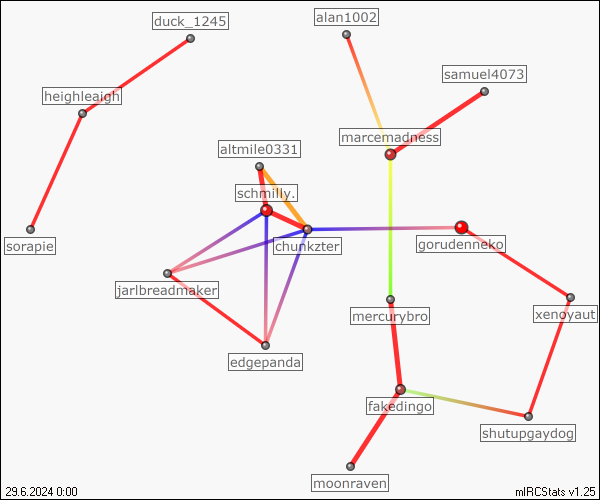 alan1002
duck_1245
samuel4073
heighleaigh
marcemadness
altmile0331
schmilly.
sorapie
chunkzter
gorudenneko
jarlbreadmaker
mercurybro
xenoyaut
edgepanda
fakedingo
shutupgaydog
moonraven
29.6.2024 0:00
mIRCStats v1.25